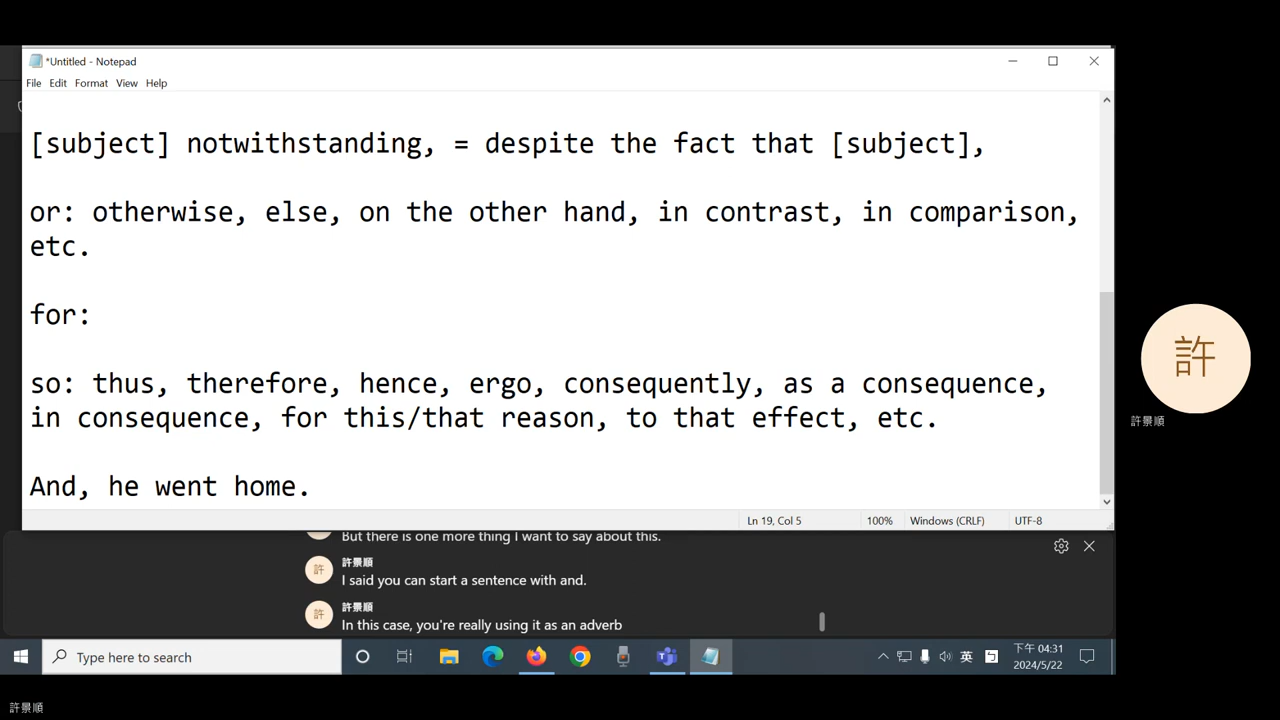 *Untitled - Notepad
File Edit Format View Help
[subject] notwithstanding, = despite the fact that [subject],
or: otherwise, else, on the other hand, in contrast, in comparison,
etc.
for:
so: thus, therefore, hence, ergo, consequently, as a consequence,
in consequence, for this/that reason, to that effect, etc.
And, he went home.
Ln 19, Col 5 100% Windows (CRLF) UTF-8
許
許景順
But there is one more thing I want to say about this.
許 許景順
I said you can start a sentence with and.
許 許景順
In this case, you're really using it as an adverb
Type here to search
英
下午 04:31
2024/5/22
許景順